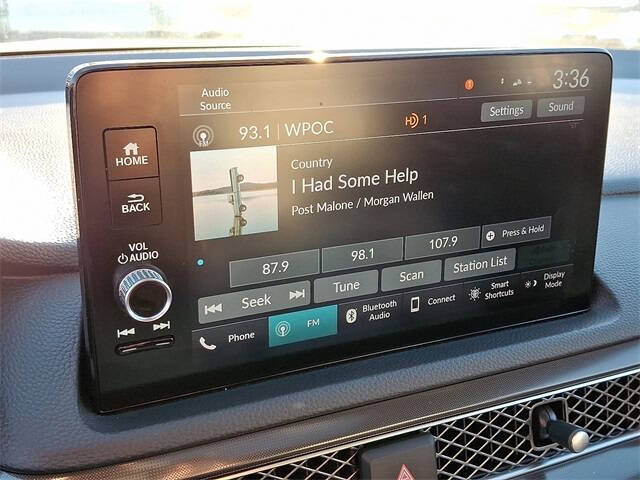 Audio
Source
3:36
FM
93.1 | WPOC
HD 1
Settings
Sound
HOME
BACK
VOL
AUDIO
Country
I Had Some Help
Post Malone / Morgan Wallen
87.9
98.1
107.9
Press & Hold
Seek
Tune
Scan
Station List
Phone
FM
Bluetooth
Audio
Connect
Smart
Shortcuts
Display
Mode